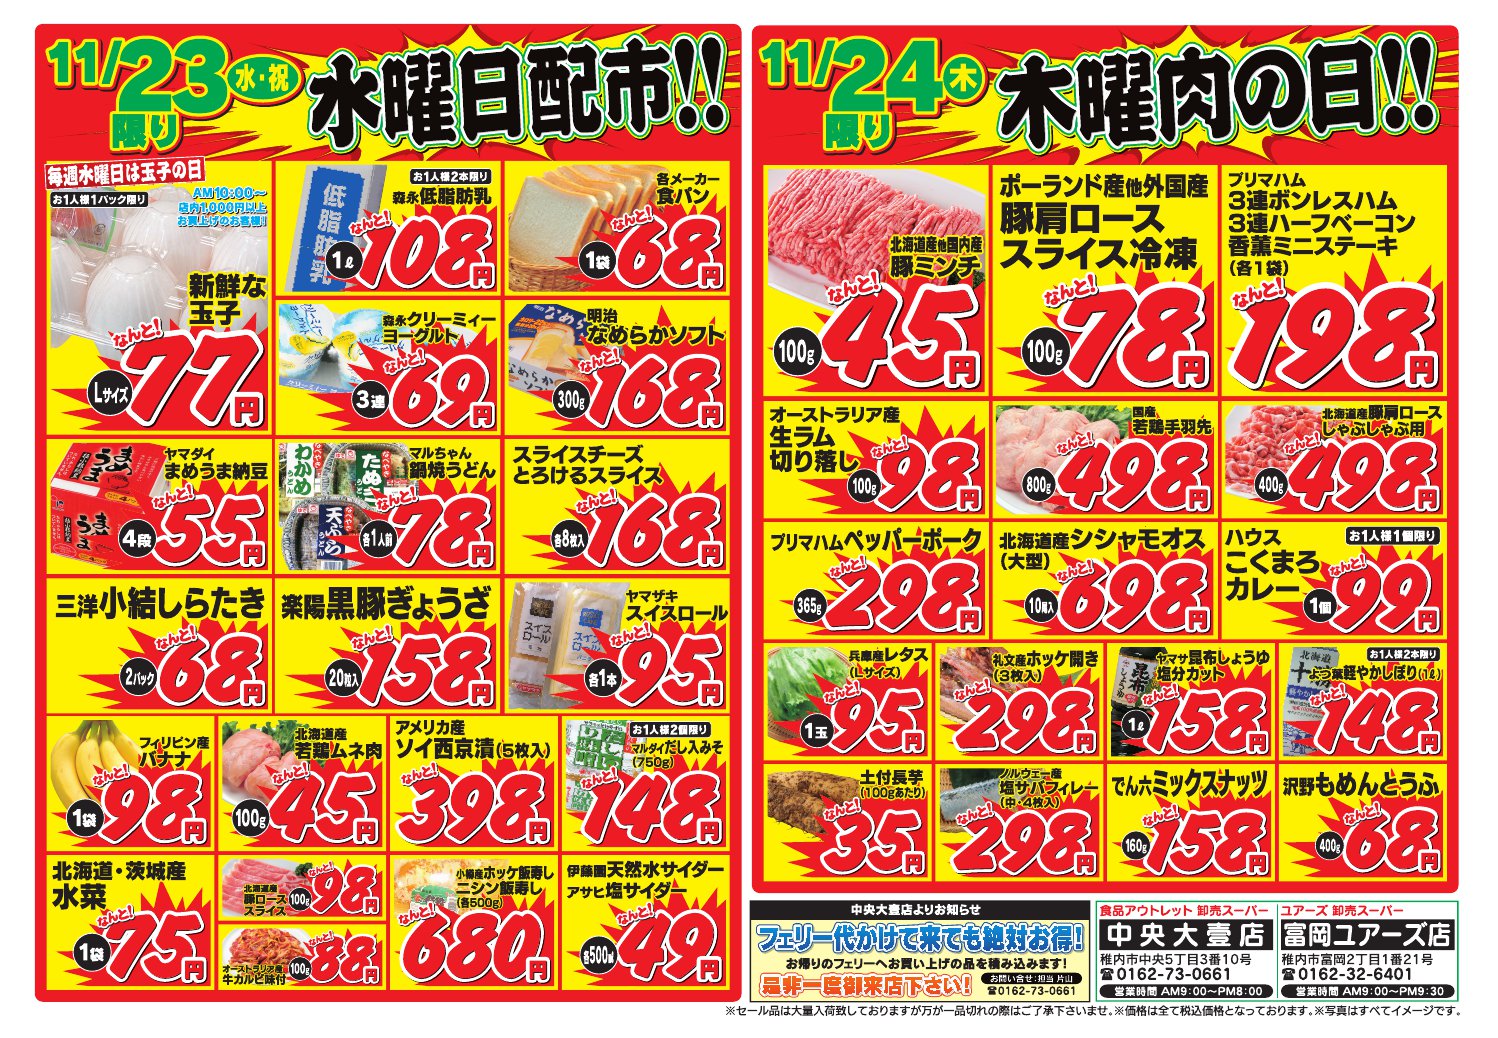 11/23 水・祝
限り
水曜日配市!!
毎週水曜日は玉子の日
お1人様1パック限り
AM10:00〜
店内1,000円以上
お買上げのお客様!
新鮮な
玉子
なんと!
Lサイズ
77円
お1人様2本限り
森永低脂肪乳
低脂肪乳
なんと!
1ℓ
108円
各メーカー
食パン
なんと!
1袋
68円
森永クリーミィー
ヨーグルト
なんと!
3連
69円
明治
なめらかソフト
なんと!
300g
168円
ヤマダイ
まめうま納豆
なんと!
4段
55円
マルちゃん
鍋焼うどん
なんと!
各1人前
78円
スライスチーズ
とろけるスライス
なんと!
各8枚入
168円
三洋小結しらたき
なんと!
2パック
68円
楽陽黒豚ぎょうざ
なんと!
20粒入
158円
ヤマザキ
スイスロール
なんと!
各1本
95円
フィリピン産
バナナ
なんと!
1袋
98円
北海道産
若鶏ムネ肉
なんと!
100g
45円
アメリカ産
ソイ西京漬(5枚入)
なんと!
398円
お1人様2個限り
マルダイだし入みそ
(750g)
なんと!
148円
北海道・茨城産
水菜
なんと!
1袋
75円
北海道産
豚ロース
スライス
なんと!
100g
98円
オーストラリア産
牛カルビ味付
なんと!
100g
88円
小樽産ホッケ飯寿し
ニシン飯寿し
(各500g)
なんと!
680円
伊藤園天然水サイダー
アサヒ塩サイダー
なんと!
各500㎖
49円
11/24 木
限り
木曜肉の日!!
北海道産他国内産
豚ミンチ
なんと!
100g
45円
ポーランド産他外国産
豚肩ロース
スライス冷凍
なんと!
100g
78円
プリマハム
3連ボンレスハム
3連ハーフベーコン
香薫ミニステーキ
(各1袋)
なんと!
198円
オーストラリア産
生ラム
切り落し
なんと!
100g
98円
国産
若鶏手羽先
なんと!
800g
498円
北海道産豚肩ロース
しゃぶしゃぶ用
なんと!
400g
498円
プリマハムペッパーポーク
なんと!
365g
298円
北海道産シシャモオス
(大型)
なんと!
10尾入
698円
ハウス
お1人様1個限り
こくまろ
カレー
なんと!
1個
99円
兵庫産レタス
(Lサイズ)
なんと!
1玉
95円
礼文産ホッケ開き
(3枚入)
なんと!
298円
ヤマサ昆布しょうゆ
塩分カット
なんと!
1ℓ
158円
お1人様2本限り
よつ葉軽やかしぼり(1ℓ)
なんと!
148円
土付長芋
(100gあたり)
なんと!
35円
ノルウェー産
塩サバフィレー
(中・4枚入)
なんと!
298円
でん六ミックスナッツ
なんと!
160g
158円
沢野もめんとうふ
なんと!
400g
68円
中央大壹店よりお知らせ
フェリー代かけて来ても絶対お得!
お帰りのフェリーへお買い上げの品を積み込みます!
是非一度御来店下さい!
お問い合せ:担当 片山
☎0162-73-0661
食品アウトレット 卸売スーパー
中央大壹店
稚内市中央5丁目3番10号
☎0162-73-0661
営業時間 AM9:00〜PM8:00
ユアーズ 卸売スーパー
富岡ユアーズ店
稚内市富岡2丁目1番21号
☎0162-32-6401
営業時間 AM9:00〜PM9:30
※セール品は大量入荷致しておりますが万が一品切れの際はご了承下さいませ。※価格は全て税込価格となっております。※写真はすべてイメージです。